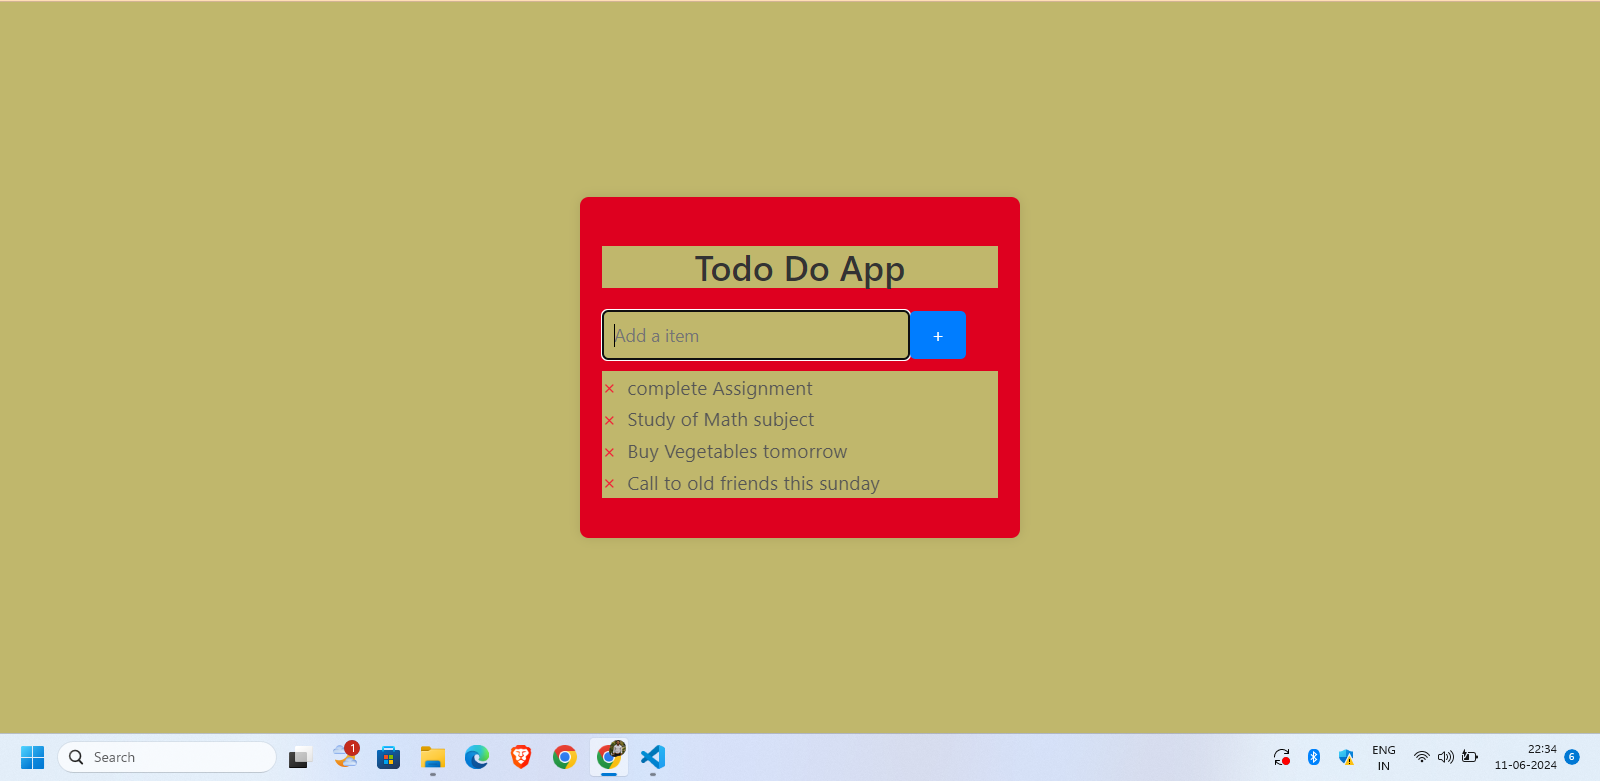 Todo Do App
Add a item
+
× complete Assignment
× Study of Math subject
× Buy Vegetables tomorrow
× Call to old friends this sunday
Search
1
ENG
IN
22:34
11-06-2024
6